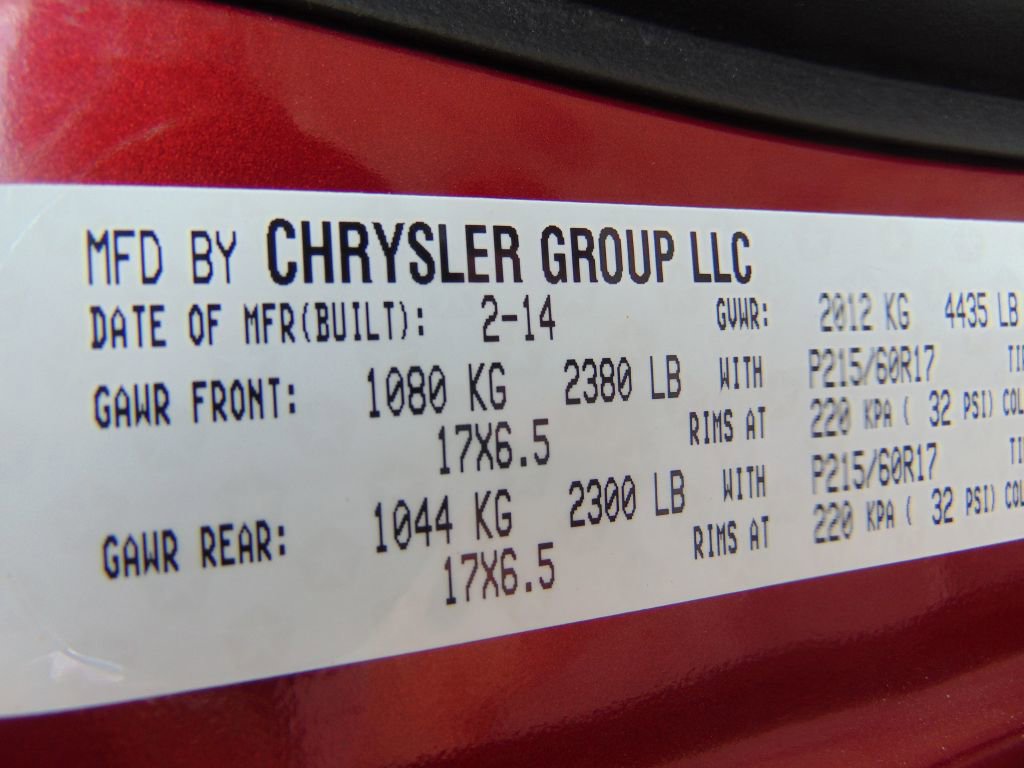 MFD BY CHRYSLER GROUP LLC
DATE OF MFR(BUILT): 2-14 GVWR: 2012 KG 4435 LB
GAWR FRONT: 1080 KG 2380 LB WITH P215/60R17
17X6.5 RIMS AT 220 KPA ( 32 PSI) COL
GAWR REAR: 1044 KG 2300 LB WITH P215/60R17
17X6.5 RIMS AT 220 KPA ( 32 PSI) COL